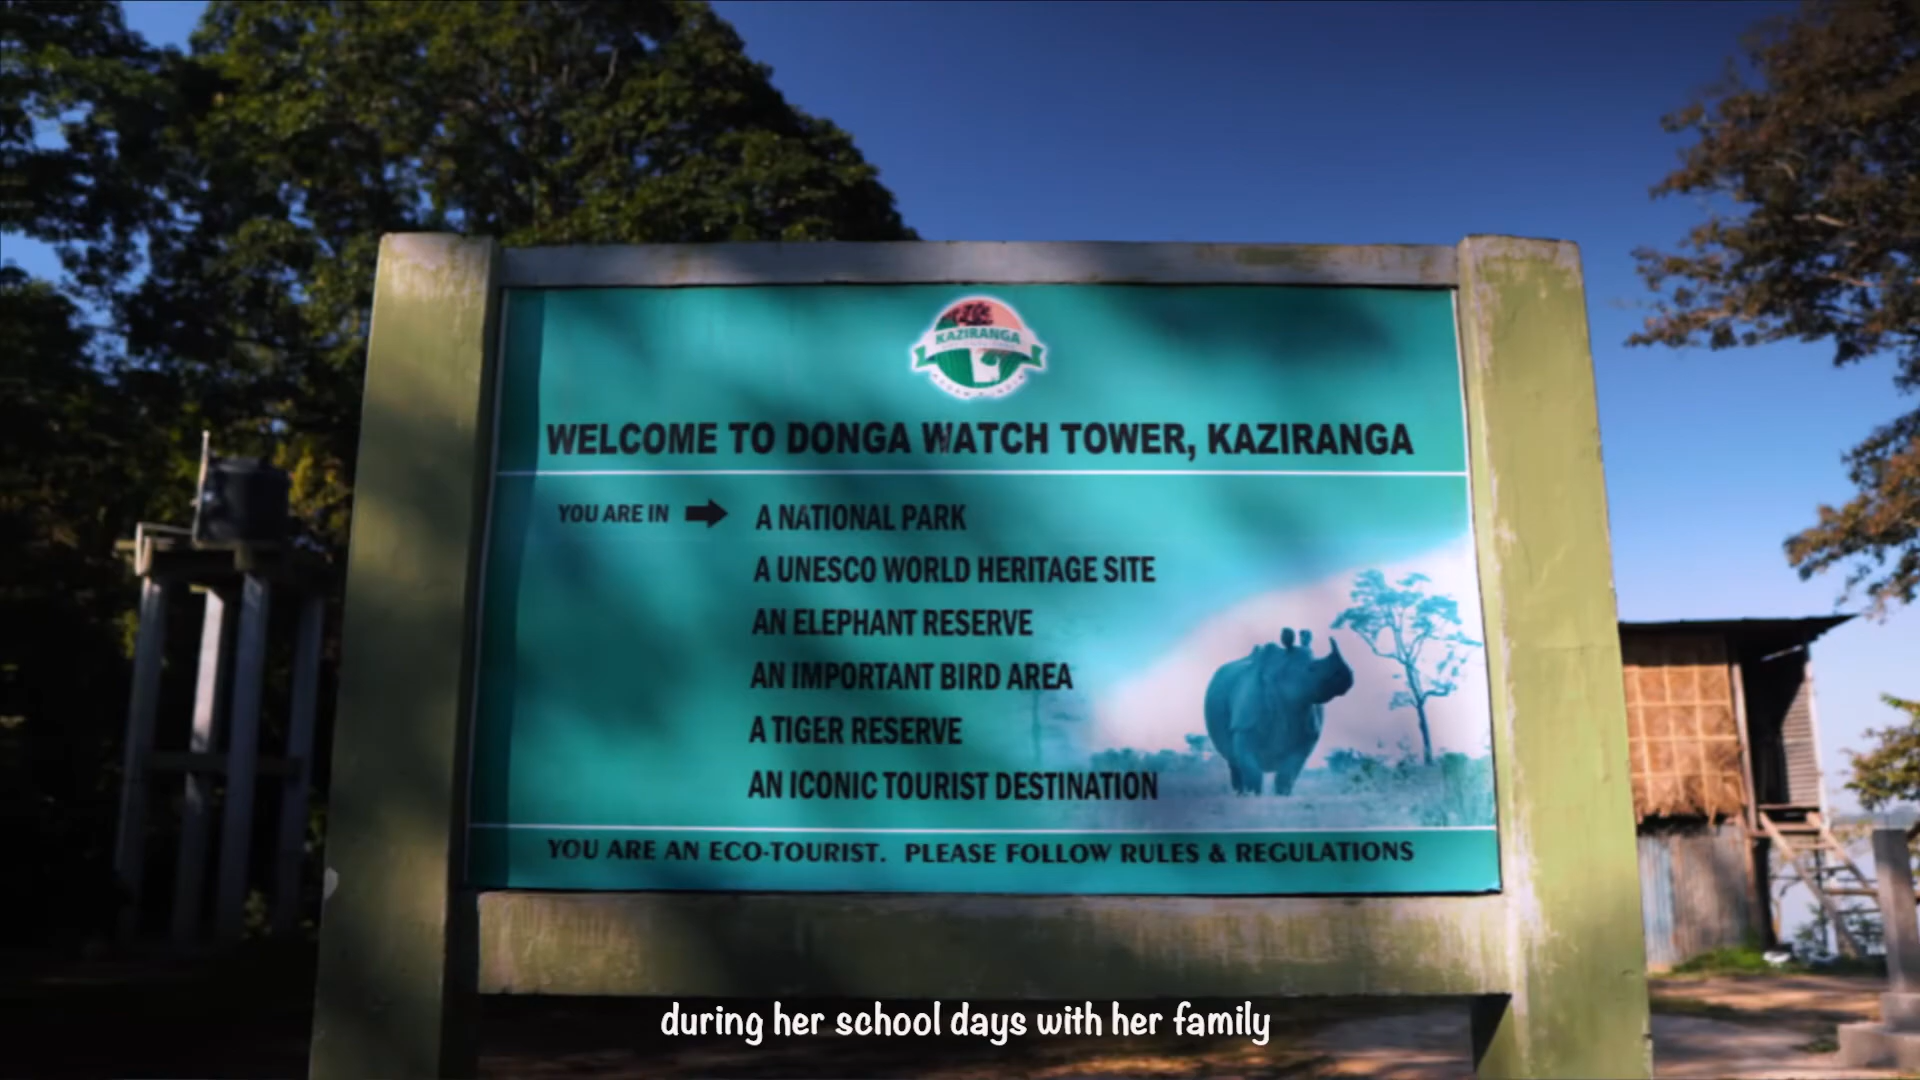 KAZIRANGA
WELCOME TO DONGA WATCH TOWER, KAZIRANGA
YOU ARE IN
A NATIONAL PARK
A UNESCO WORLD HERITAGE SITE
AN ELEPHANT RESERVE
AN IMPORTANT BIRD AREA
A TIGER RESERVE
AN ICONIC TOURIST DESTINATION
YOU ARE AN ECO-TOURIST. PLEASE FOLLOW RULES & REGULATIONS
during her school days with her family